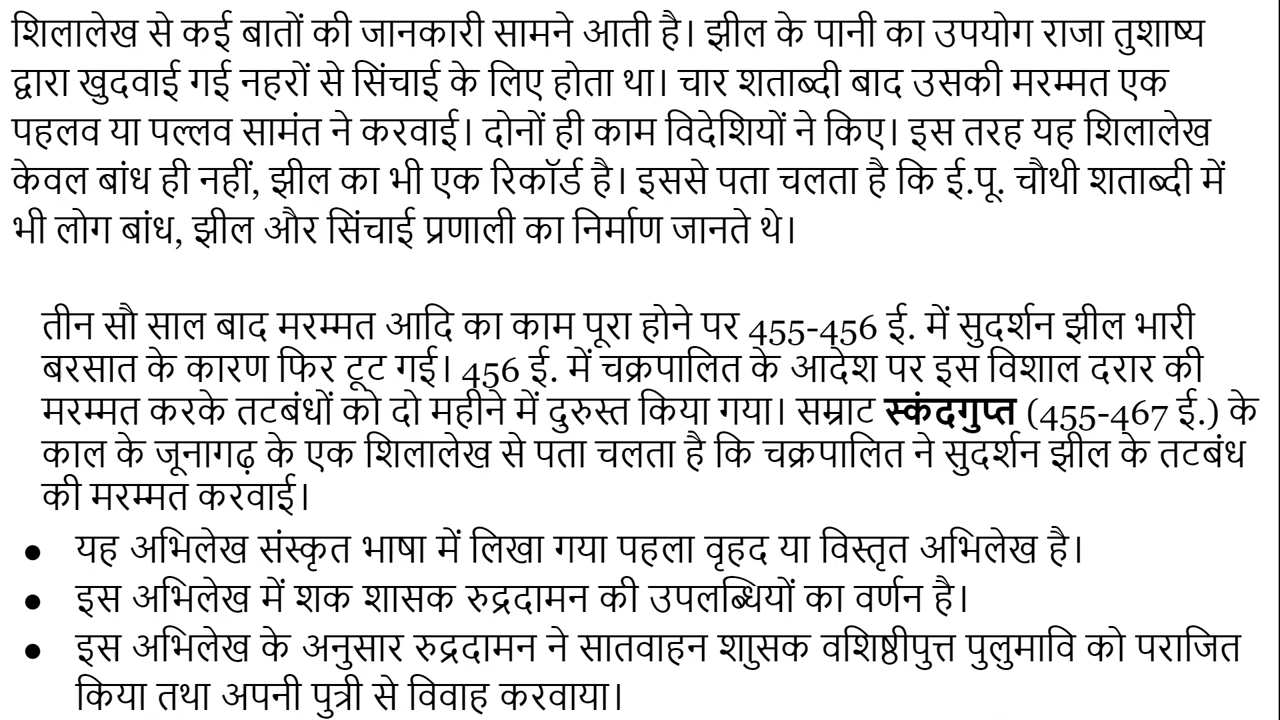 शिलालेख से कई बातों की जानकारी सामने आती है। झील के पानी का उपयोग राजा तुशाष्य
द्वारा खुदवाई गई नहरों से सिंचाई के लिए होता था। चार शताब्दी बाद उसकी मरम्मत एक
पहलव या पल्लव सामंत ने करवाई। दोनों ही काम विदेशियों ने किए। इस तरह यह शिलालेख
केवल बांध ही नहीं, झील का भी एक रिकॉर्ड है। इससे पता चलता है कि ई.पू. चौथी शताब्दी में
भी लोग बांध, झील और सिंचाई प्रणाली का निर्माण जानते थे।
तीन सौ साल बाद मरम्मत आदि का काम पूरा होने पर 455-456 ई. में सुदर्शन झील भारी
बरसात के कारण फिर टूट गई। 456 ई. में चक्रपालित के आदेश पर इस विशाल दरार की
मरम्मत करके तटबंधों को दो महीने में दुरुस्त किया गया। सम्राट स्कंदगुप्त (455-467 ई.) के
काल के जूनागढ़ के एक शिलालेख से पता चलता है कि चक्रपालित ने सुदर्शन झील के तटबंध
की मरम्मत करवाई।
• यह अभिलेख संस्कृत भाषा में लिखा गया पहला वृहद या विस्तृत अभिलेख है।
• इस अभिलेख में शक शासक रुद्रदामन की उपलब्धियों का वर्णन है।
• इस अभिलेख के अनुसार रुद्रदामन ने सातवाहन शाुसक वशिष्ठीपुत्त पुलुमावि को पराजित
किया तथा अपनी पुत्री से विवाह करवाया।